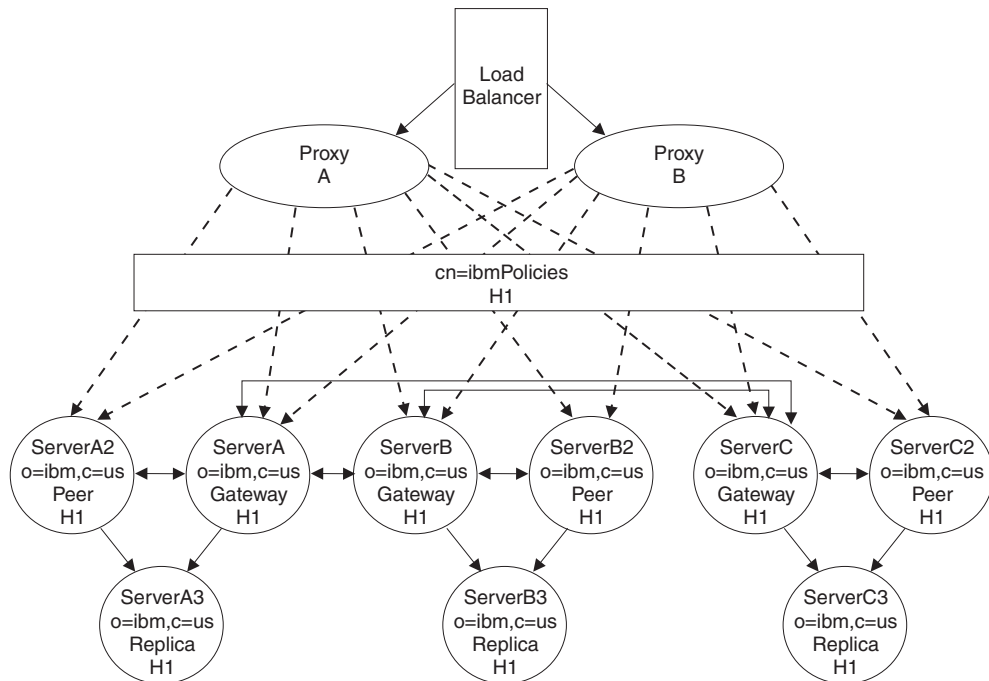 Load
Balancer
Proxy
A
Proxy
B
cn=ibmPolicies
H1
ServerA2
o=ibm,c=us
Peer
H1
ServerA
o=ibm,c=us
Gateway
H1
ServerB
o=ibm,c=us
Gateway
H1
ServerB2
o=ibm,c=us
Peer
H1
ServerC
o=ibm,c=us
Gateway
H1
ServerC2
o=ibm,c=us
Peer
H1
ServerA3
o=ibm,c=us
Replica
H1
ServerB3
o=ibm,c=us
Replica
H1
ServerC3
o=ibm,c=us
Replica
H1